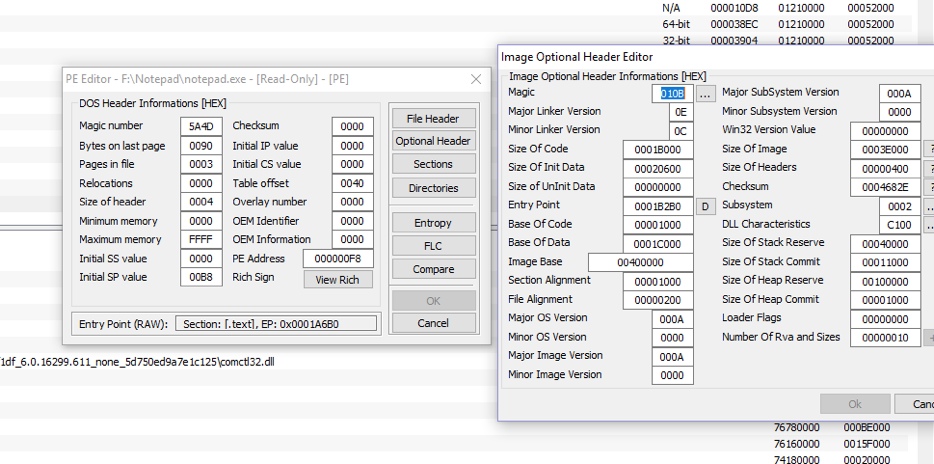 N/A 000010D8 01210000 00052000
64-bit 000038EC 01210000 00052000
32-bit 00003904 01210000 00052000
PE Editor - F:\Notepad\notepad.exe - [Read-Only] - [PE]
DOS Header Informations [HEX]
Magic number 5A4D Checksum 0000
Bytes on last page 0090 Initial IP value 0000
Pages in file 0003 Initial CS value 0000
Relocations 0000 Table offset 0040
Size of header 0004 Overlay number 0000
Minimum memory 0000 OEM Identifier 0000
Maximum memory FFFF OEM Information 0000
Initial SS value 0000 PE Address 000000F8
Initial SP value 00B8 Rich Sign View Rich
Entry Point (RAW): Section: [.text], EP: 0x0001A6B0
File Header
Optional Header
Sections
Directories
Entropy
FLC
Compare
OK
Cancel
Image Optional Header Editor
Image Optional Header Informations [HEX]
Magic 010B ... Major SubSystem Version 000A
Major Linker Version 0E Minor Subsystem Version 0000
Minor Linker Version 0C Win32 Version Value 00000000
Size Of Code 0001B000 Size Of Image 0003E000 ?
Size Of Init Data 00020600 Size Of Headers 00000400 ?
Size of UnInit Data 00000000 Checksum 0004682E ?
Entry Point 0001B2B0 D Subsystem 0002 ..
Base Of Code 00001000 DLL Characteristics C100 ..
Base Of Data 0001C000 Size Of Stack Reserve 00040000
Image Base 00400000 Size Of Stack Commit 00011000
Section Alignment 00001000 Size Of Heap Reserve 00100000
File Alignment 00000200 Size Of Heap Commit 00001000
Major OS Version 000A Loader Flags 00000000
Minor OS Version 0000 Number Of Rva and Sizes 00000010 +
Major Image Version 000A
Minor Image Version 0000
Ok Canc
1df_6.0.16299.611_none_5d750ed9a7e1c125\comctl32.dll
76780000 000BE000
76160000 0015F000
74180000 00020000